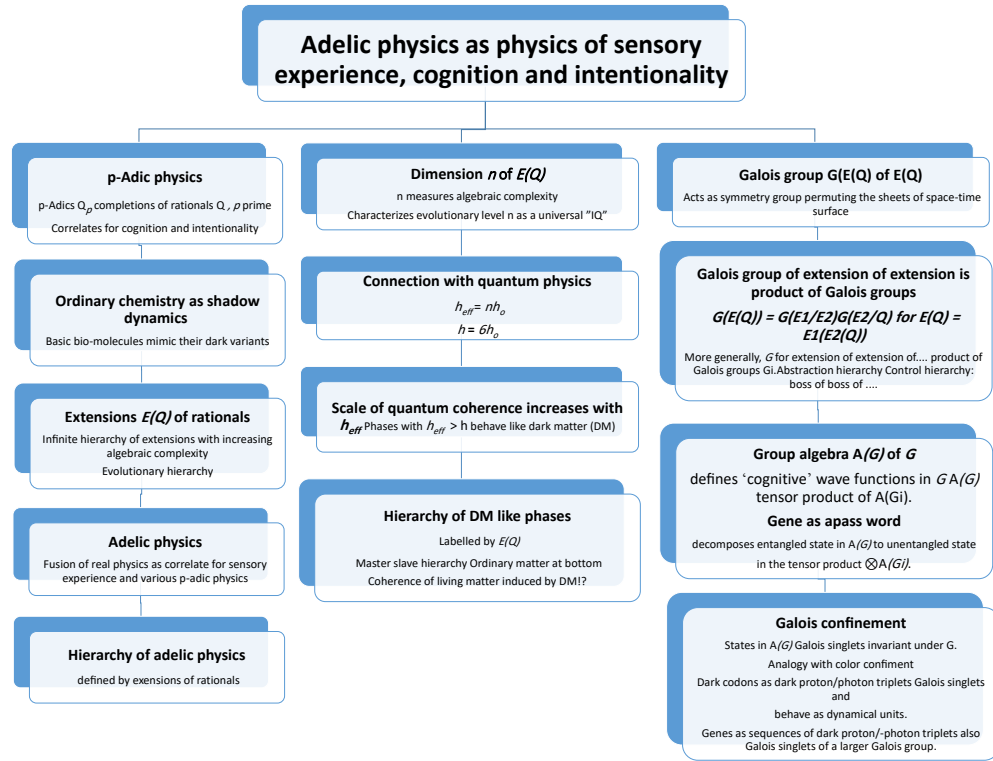 Adelic physics as physics of sensory
experience, cognition and intentionality
p-Adic physics
p-Adics Qp completions of rationals Q , p prime
Correlates for cognition and intentionality
Ordinary chemistry as shadow
dynamics
Basic bio-molecules mimic their dark variants
Extensions E(Q) of rationals
Infinite hierarchy of extensions with increasing
algebraic complexity
Evolutionary hierarchy
Adelic physics
Fusion of real physics as correlate for sensory
experience and various p-adic physics
Hierarchy of adelic physics
defined by exensions of rationals
Dimension n of E(Q)
n measures algebraic complexity
Characterizes evolutionary level n as a universal "IQ"
Connection with quantum physics
heff = nho
h = 6ho
Scale of quantum coherence increases with
heff Phases with heff > h behave like dark matter (DM)
Hierarchy of DM like phases
Labelled by E(Q)
Master slave hierarchy Ordinary matter at bottom
Coherence of living matter induced by DM!?
Galois group G(E(Q) of E(Q)
Acts as symmetry group permuting the sheets of space-time
surface
Galois group of extension of extension is
product of Galois groups
G(E(Q)) = G(E1/E2)G(E2/Q) for E(Q) =
E1(E2(Q))
More generally, G for extension of extension of.... product of
Galois groups Gi.Abstraction hierarchy Control hierarchy:
boss of boss of ....
Group algebra A(G) of G
defines 'cognitive' wave functions in G A(G)
tensor product of A(Gi).
Gene as apass word
decomposes entangled state in A(G) to unentangled state
in the tensor product ⊗A(Gi).
Galois confinement
States in A(G) Galois singlets invariant under G.
Analogy with color confiment
Dark codons as dark proton/photon triplets Galois singlets
and
behave as dynamical units.
Genes as sequences of dark proton/-photon triplets also
Galois singlets of a larger Galois group.